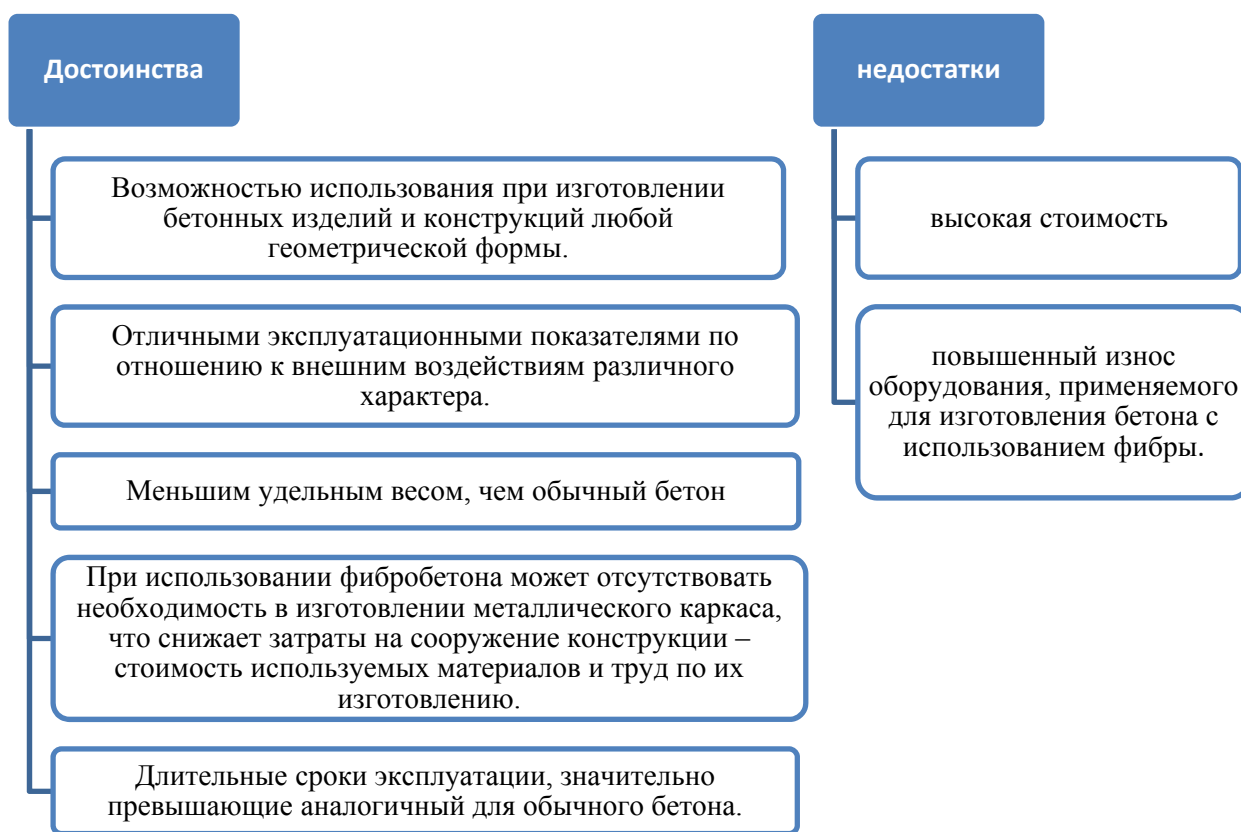 Достоинства
Возможностью использования при изготовлении
бетонных изделий и конструкций любой
геометрической формы.
Отличными эксплуатационными показателями по
отношению к внешним воздействиям различного
характера.
Меньшим удельным весом, чем обычный бетон
При использовании фибробетона может отсутствовать
необходимость в изготовлении металлического каркаса,
что снижает затраты на сооружение конструкции –
стоимость используемых материалов и труд по их
изготовлению.
Длительные сроки эксплуатации, значительно
превышающие аналогичный для обычного бетона.
недостатки
высокая стоимость
повышенный износ
оборудования, применяемого
для изготовления бетона с
использованием фибры.